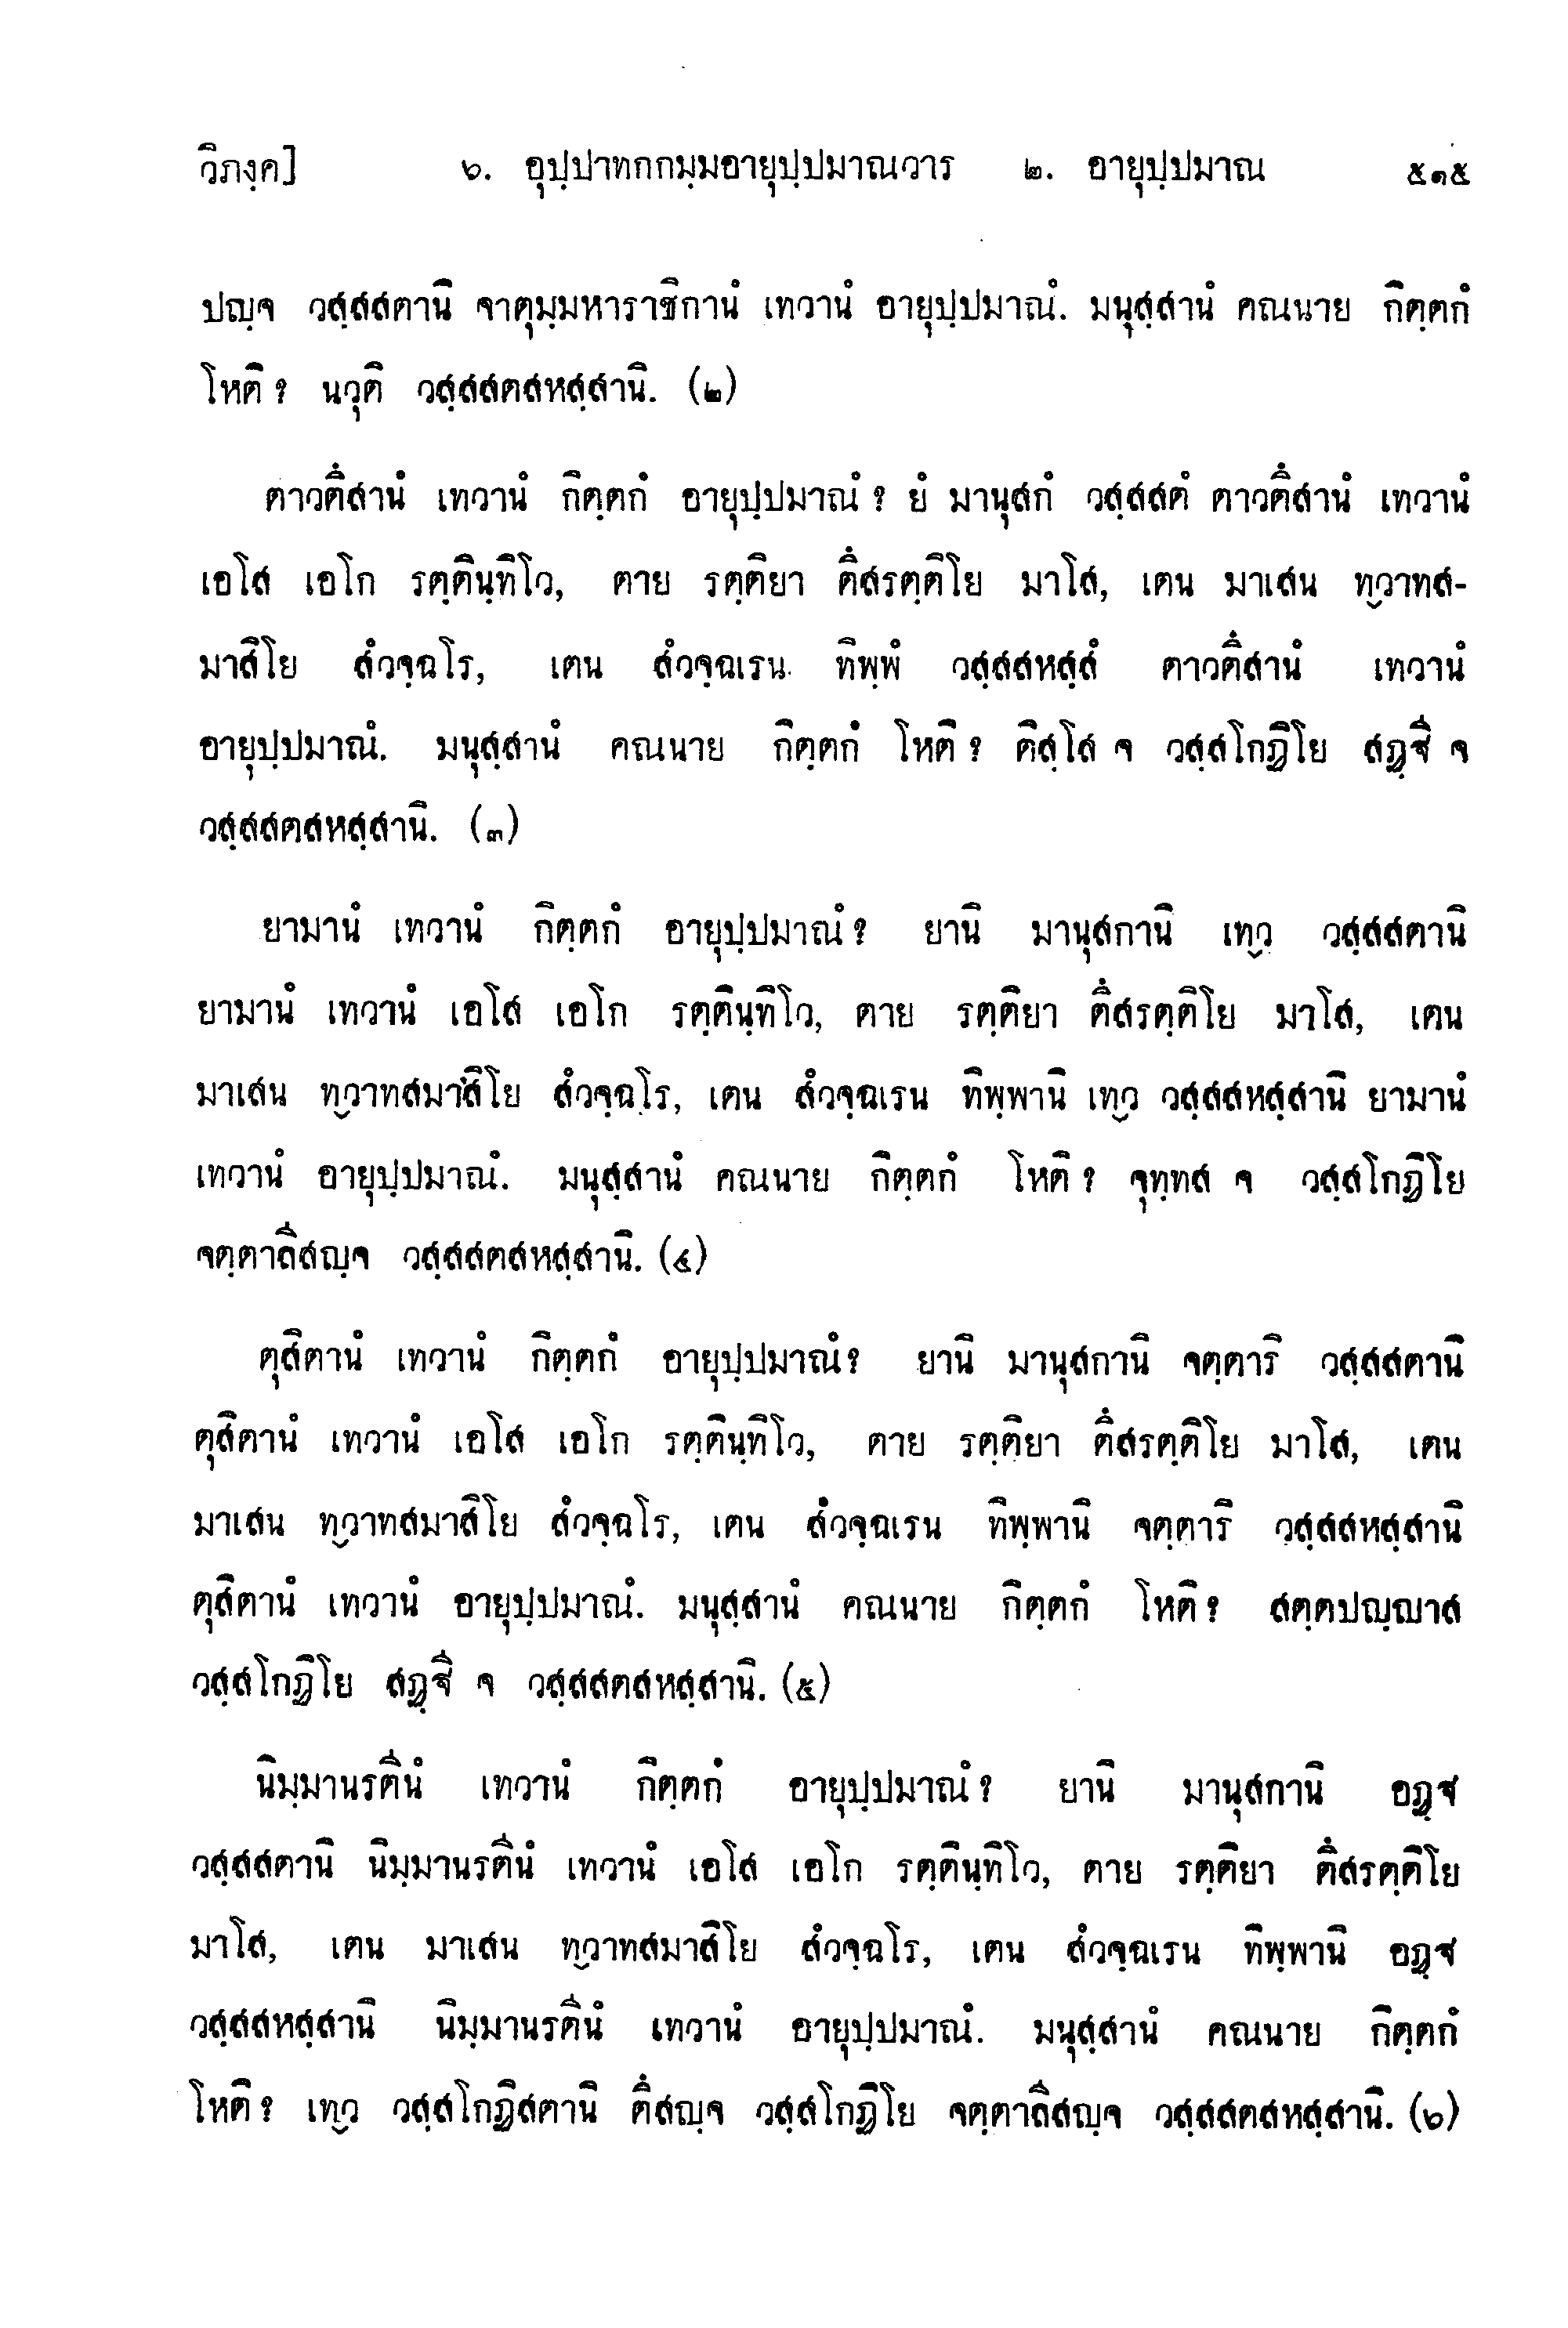 วิภงฺค]	๖. อุปฺปาทกกมฺมอายุปฺปมาณวาร ๒. อายุปฺปมาณ	๕๑๕
ปญฺจ วสฺสสตานิ จาตุมฺมหาราชิกานํ เทวานํ อายุปฺปมาณํ. มนุสฺสานํ คณนาย กิตฺตกํ
โหติ? นวุติ วสฺสสตสหสฺสานิ. (๒)
ตาวตึสานํ เทวานํ กิตฺตกํ อายุปฺปมาณํ? ยํ มานุสกํ วสฺสสตํ ตาวตึสานํ เทวานํ
เอโส เอโก รตฺตินฺทิโว, ตาย รตฺติยา ตึสรตฺติโย มาโส, เตน มาเสน ทฺวาทส-
มาสิโย สํวจฺฉโร, เตน สํวจฺฉเรน ทิพฺพํ วสฺสสหสฺสํ ตาวตึสานํ เทวานํ
อายุปฺปมาณํ. มนุสฺสานํ คณนาย กิตฺตกํ โหติ? ติสฺโส จ วสฺสโกฏิโย สฏฺฐี จ
วสฺสสตสหสฺสานิ. (๓)
ยามานํ เทวานํ กิตฺตกํ อายุปฺปมาณํ? ยานิ มานุสกานิ เทฺว วสฺสสตานิ
ยามานํ เทวานํ เอโส เอโก รตฺตินฺทิโว, ตาย รตฺติยา ตึสรตฺติโย มาโส, เตน
มาเสน ทฺวาทสมาสิโย สํวจฺฉโร, เตน สํวจฺฉเรน ทิพฺพานิ เทฺว วสฺสสหสฺสานิ ยามานํ
เทวานํ อายุปฺปมาณํ. มนุสฺสานํ คณนาย กิตฺตกํ โหติ? จุทฺทส จ วสฺสโกฏิโย
จตฺตาลีสญฺจ วสฺสสตสหสฺสานิ. (๔)
ตุสิตานํ เทวานํ กิตฺตกํ อายุปฺปมาณํ? ยานิ มานุสกานิ จตฺตาริ วสฺสสตานิ
ตุสิตานํ เทวานํ เอโส เอโก รตฺตินฺทิโว, ตาย รตฺติยา ตึสรตฺติโย มาโส, เตน
มาเสน ทฺวาทสมาสิโย สํวจฺฉโร, เตน สํวจฺฉเรน ทิพฺพานิ จตฺตาริ วสฺสสหสฺสานิ
ตุสิตานํ เทวานํ อายุปฺปมาณํ. มนุสฺสานํ คณนาย กิตฺตกํ โหติ? สตฺตปญฺญาส
วสฺสโกฏิโย สฏฺฐี จ วสฺสสตสหสฺสานิ. (๕)
นิมฺมานรตีนํ เทวานํ กิตฺตกํ อายุปฺปมาณํ? ยานิ มานุสกานิ อฏฺฐ
วสฺสสตานิ นิมฺมานรตีนํ เทวานํ เอโส เอโก รตฺตินฺทิโว, ตาย รตฺติยา ตึสรตฺติโย
มาโส, เตน มาเสน ทฺวาทสมาสิโย สํวจฺฉโร, เตน สํวจฺฉเรน ทิพฺพานิ อฏฺฐ
วสฺสสหสฺสานิ นิมฺมานรตีนํ เทวานํ อายุปฺปมาณํ. มนุสฺสานํ คณนาย กิตฺตกํ
โหติ? เทฺว วสฺสโกฏิสตานิ ตึสญฺจ วสฺสโกฏิโย จตฺตาลีสญฺจ วสฺสสตสหสฺสานิ. (๖)